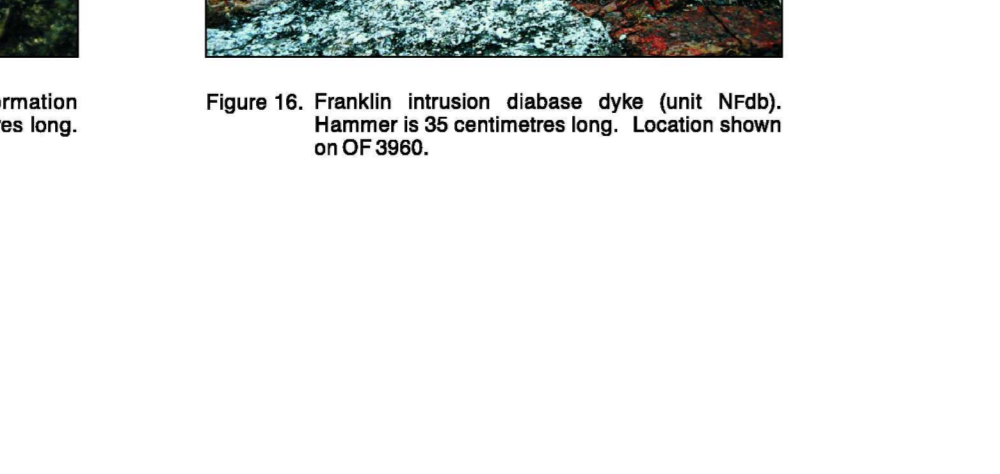 ormation
es long.
Figure 16. Franklin intrusion diabase dyke (unit NFdb).
Hammer is 35 centimetres long. Location shown
on OF 3960.